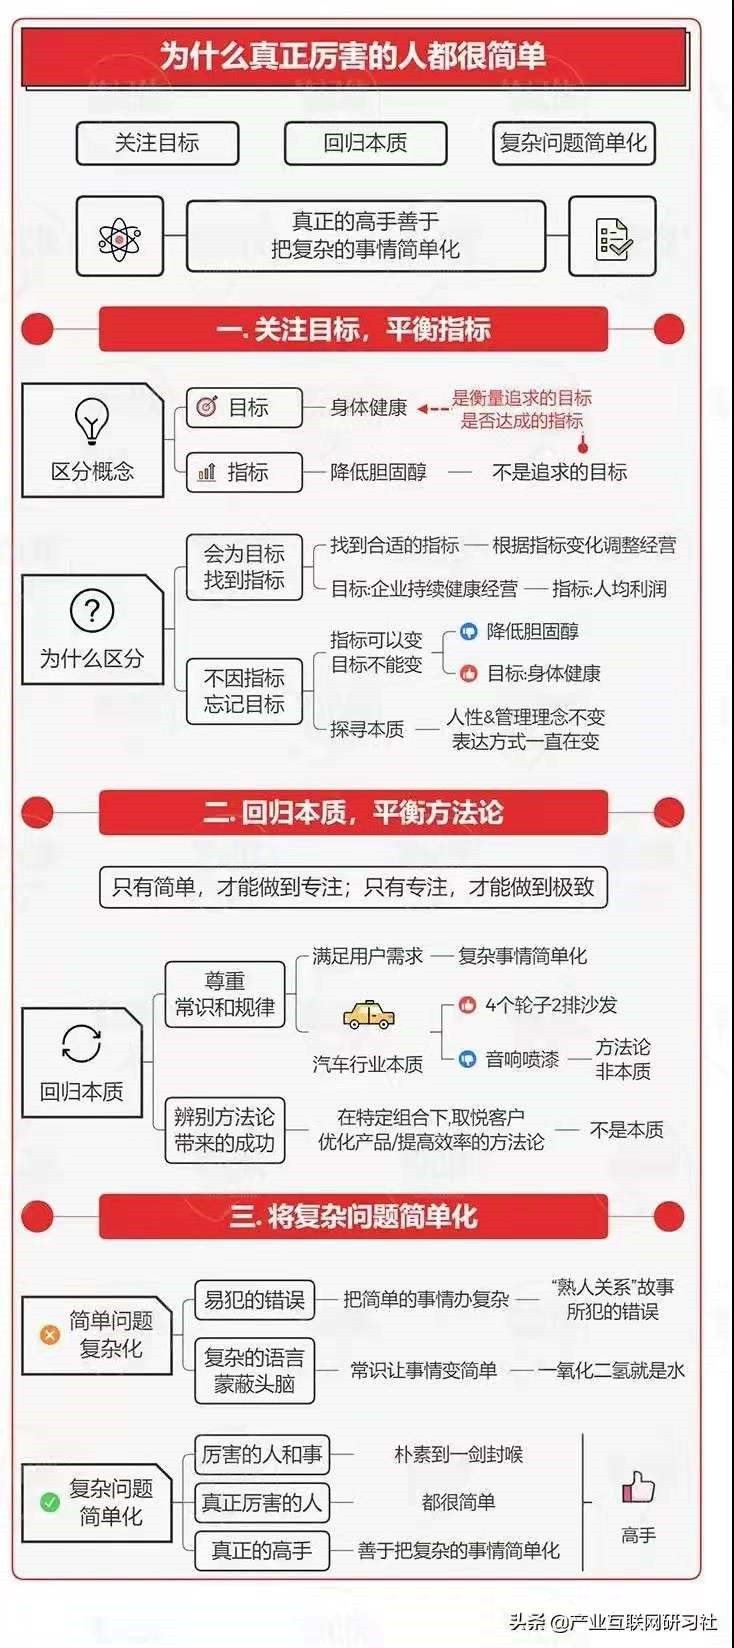 为什么真正厉害的人都很简单
关注目标
回归本质
复杂问题简单化
真正的高手善于
把复杂的事情简单化
一. 关注目标，平衡指标
区分概念
目标
身体健康
是衡量追求的目标
是否达成的指标
指标
降低胆固醇
不是追求的目标
为什么区分
会为目标
找到指标
找到合适的指标
根据指标变化调整经营
目标:企业持续健康经营
指标:人均利润
不因指标
忘记目标
指标可以变
目标不能变
降低胆固醇
目标:身体健康
探寻本质
人性&管理理念不变
表达方式一直在变
二. 回归本质，平衡方法论
只有简单，才能做到专注；只有专注，才能做到极致
回归本质
尊重
常识和规律
满足用户需求
复杂事情简单化
汽车行业本质
4个轮子2排沙发
音响喷漆
方法论
非本质
辨别方法论
带来的成功
在特定组合下,取悦客户
优化产品/提高效率的方法论
不是本质
三. 将复杂问题简单化
简单问题
复杂化
易犯的错误
把简单的事情办复杂
“熟人关系”故事
所犯的错误
复杂的语言
蒙蔽头脑
常识让事情变简单
一氧化二氢就是水
复杂问题
简单化
厉害的人和事
朴素到一剑封喉
真正厉害的人
都很简单
真正的高手
善于把复杂的事情简单化
高手
头条 @产业互联网研习社